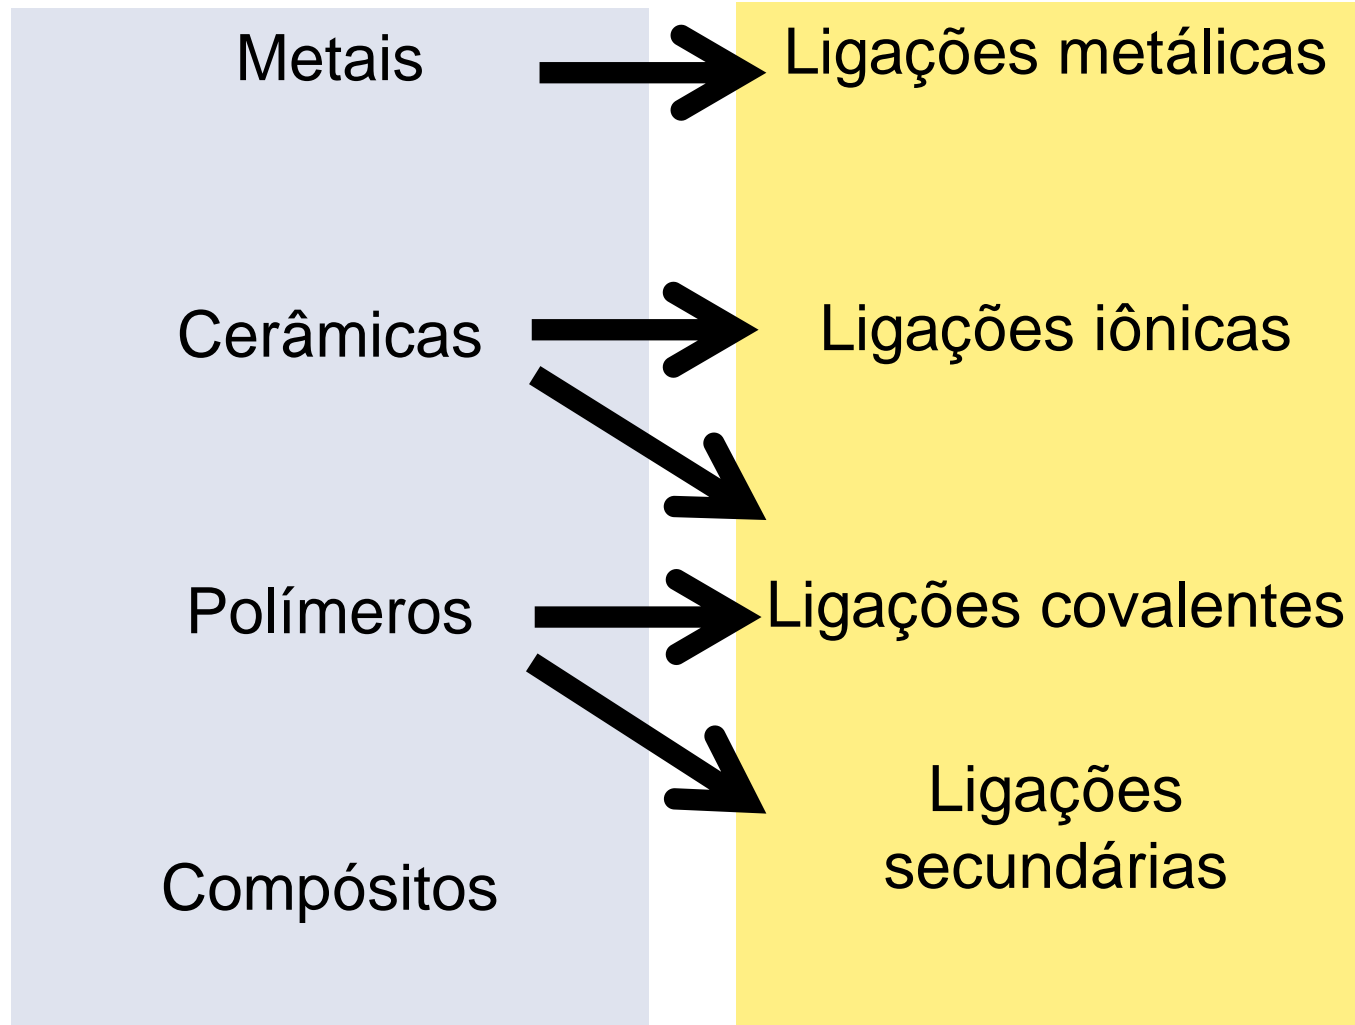 Metais
Ligações metálicas
Cerâmicas
Ligações iônicas
Polímeros
Ligações covalentes
Ligações
secundárias
Compósitos